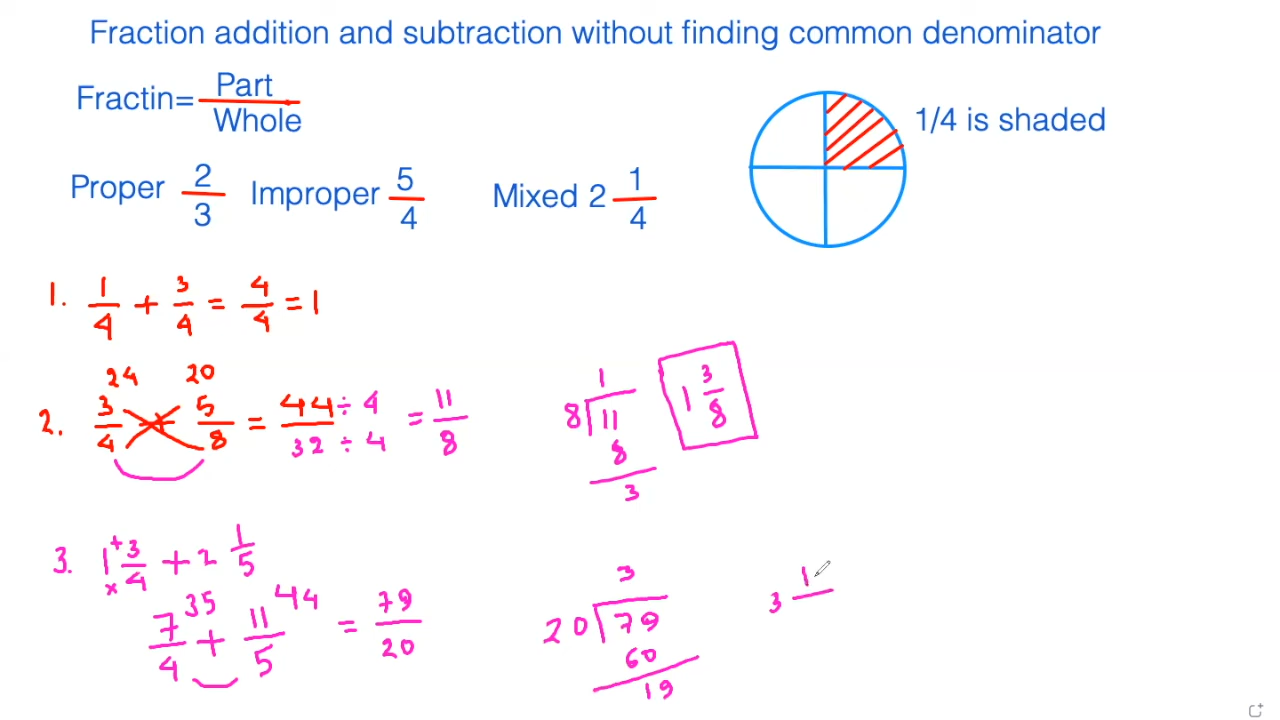 Fraction addition and subtraction without finding common denominator
Fractin= Part/Whole
1/4 is shaded
Proper 2/3 Improper 5/4 Mixed 2 1/4
1. 1/4 + 3/4 = 4/4 = 1
24 20
2. 3/4 + 5/8 = 44 ÷ 4/32 ÷ 4 = 11/8
1
8 11
8
3
1 3/8
3. 1 + 3/x 4 + 2 1/5
35 44
7/4 + 11/5 = 79/20
3
20 79
60
19
3 1